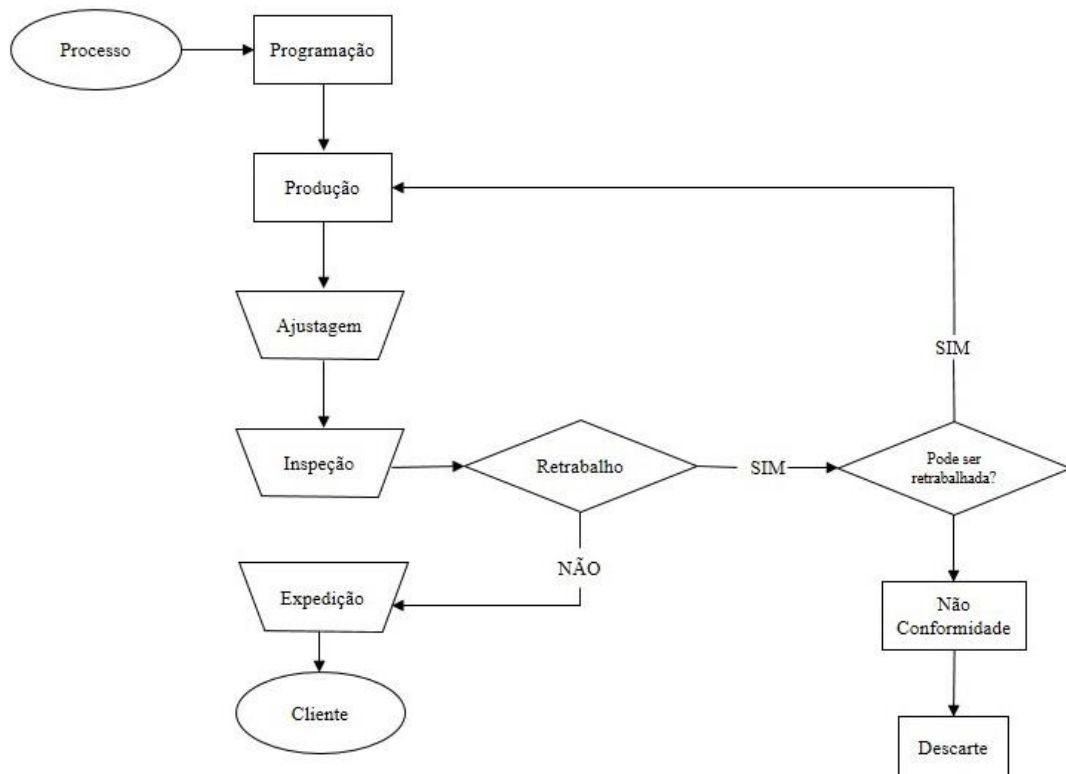 Processo
Programação
Produção
Ajustagem
SIM
Inspeção
Retrabalho
SIM
Pode ser
retrabalhada?
NÃO
Expedição
Não
Conformidade
Cliente
Descarte